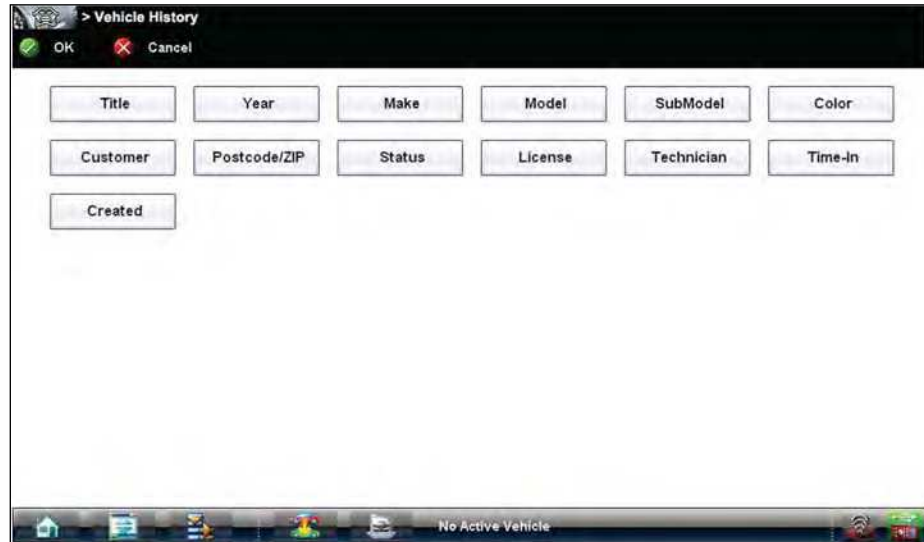 > Vehicle History
OK Cancel
Title Year Make Model SubModel Color
Customer Postcode/ZIP Status License Technician Time-In
Created
No Active Vehicle